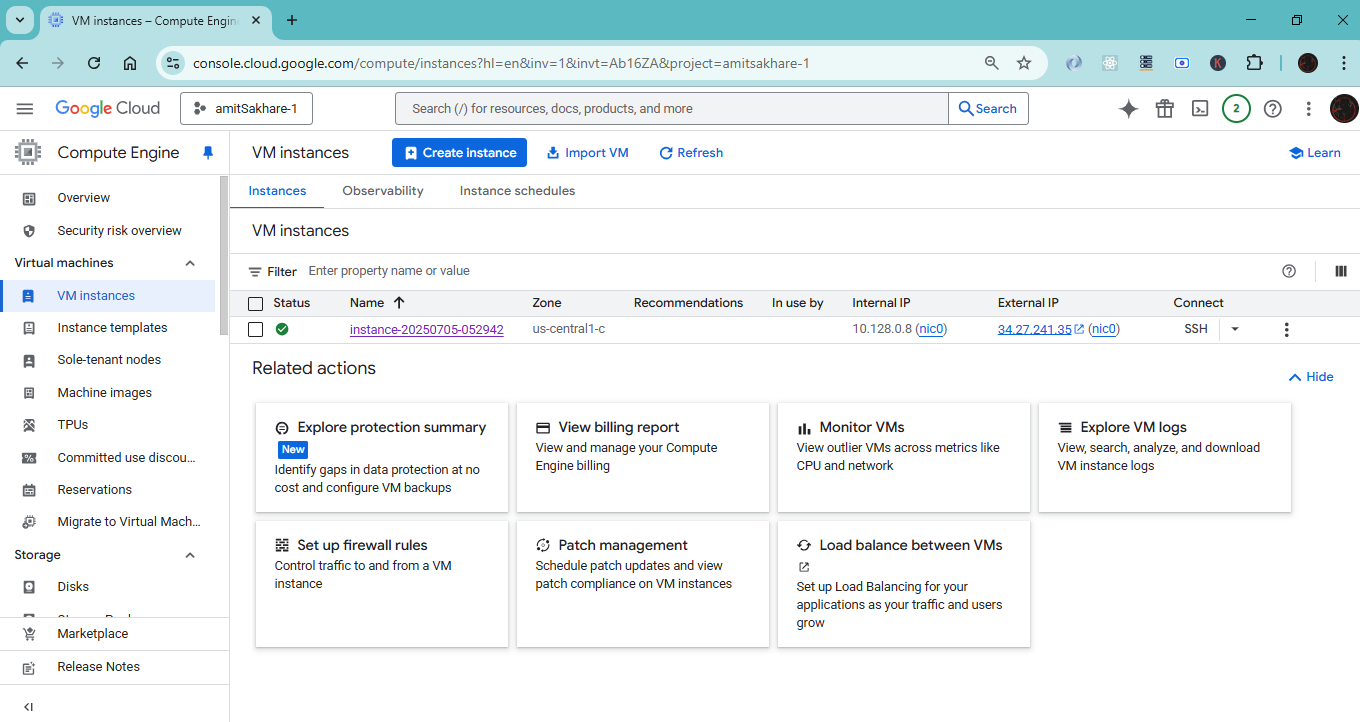 VM instances – Compute Engine
console.cloud.google.com/compute/instances?hl=en&inv=1&invt=Ab16ZA&project=amitsakhare-1
K
Google Cloud
amitSakhare-1
Search (/) for resources, docs, products, and more
Search
2
Compute Engine
VM instances
Create instance
Import VM
Refresh
Learn
Overview
Security risk overview
Virtual machines
VM instances
Instance templates
Sole-tenant nodes
Machine images
TPUs
Committed use discou...
Reservations
Migrate to Virtual Mach...
Storage
Disks
Marketplace
Release Notes
Instances Observability Instance schedules
VM instances
Filter Enter property name or value
Status Name Zone Recommendations In use by Internal IP External IP Connect
instance-20250705-052942 us-central1-c 10.128.0.8 (nic0) 34.27.241.35 (nic0) SSH
Related actions
Hide
Explore protection summary
New
Identify gaps in data protection at no
cost and configure VM backups
View billing report
View and manage your Compute
Engine billing
Monitor VMs
View outlier VMs across metrics like
CPU and network
Explore VM logs
View, search, analyze, and download
VM instance logs
Set up firewall rules
Control traffic to and from a VM
instance
Patch management
Schedule patch updates and view
patch compliance on VM instances
Load balance between VMs
Set up Load Balancing for your
applications as your traffic and users
grow